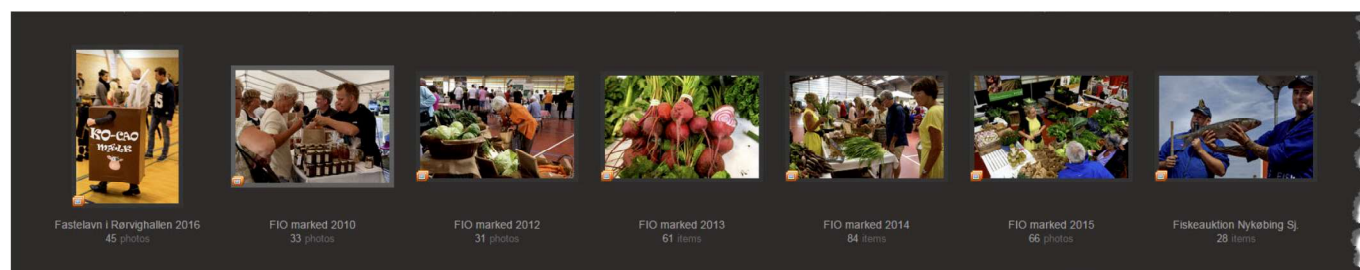 KO-CAO
MÆLK
Fastelavn i Rørvighallen 2016
45 photos
FIO marked 2010
33 photos
FIO marked 2012
31 photos
FIO marked 2013
61 items
FIO marked 2014
84 items
FIO marked 2015
66 photos
Fiskeauktion Nykøbing Sj.
28 items